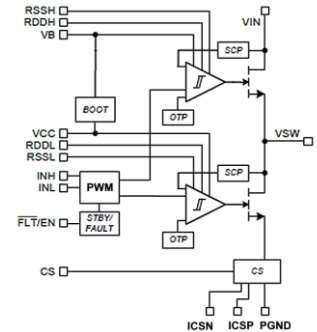 RSSH
RDDH
VB
VIN
SCP
BOOT
OTP
VCC
RDDL
RSSL
VSW
INH
INL
PWM
SCP
FLT/EN
STBY/
FAULT
OTP
CS
CS
ICSN
ICSP
PGND